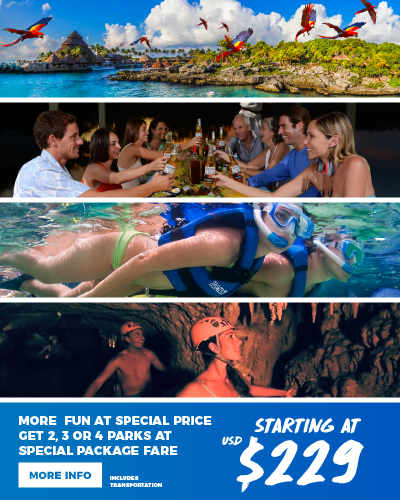 MORE FUN AT SPECIAL PRICE
GET 2, 3 OR 4 PARKS AT
SPECIAL PACKAGE FARE
MORE INFO
INCLUDES
TRANSPORTATION
STARTING AT
USD $229